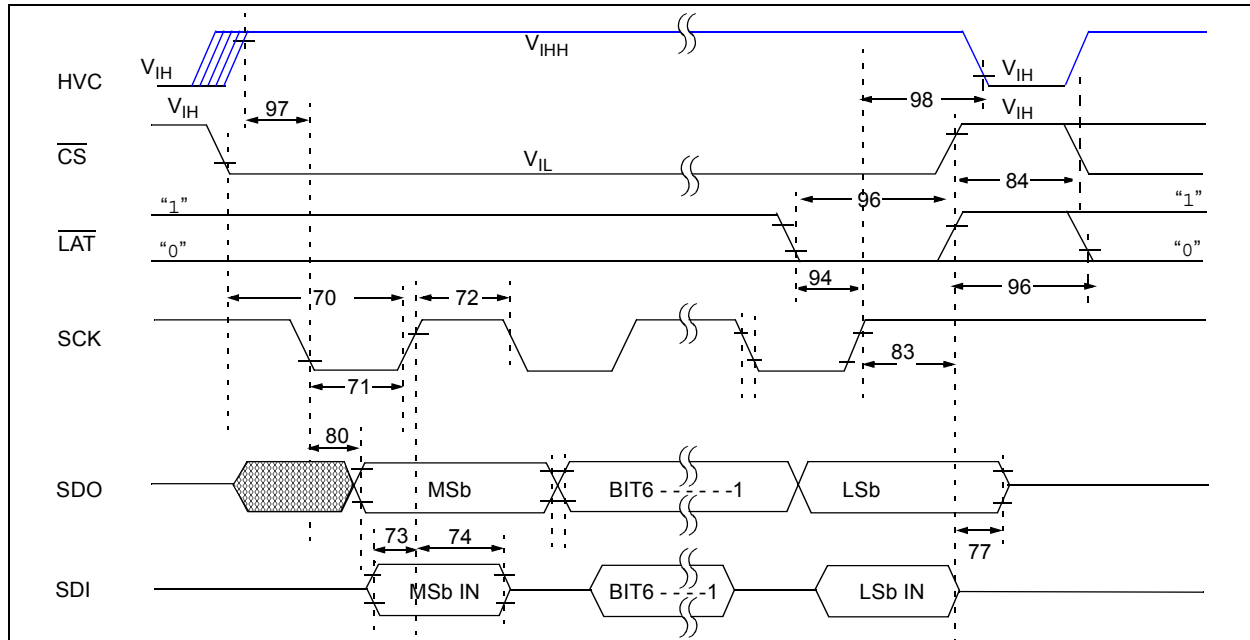 V_IH
V_IHH
V_IH
HVC
V_IH
97
98
V_IH
CS
V_IL
84
"1"
96
"1"
LAT
"0"
"0"
94
96
70
72
SCK
83
71
80
SDO
MSb
BIT6 - - - - - - -1
LSb
73
74
77
SDI
MSb IN
BIT6 - - - - -1
LSb IN